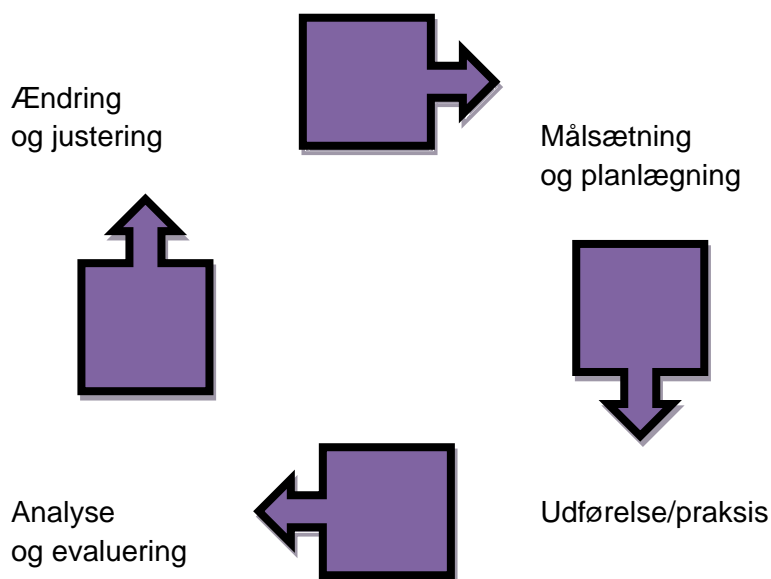 Ændring
og justering
Målsætning
og planlægning
Analyse
og evaluering
Udførelse/praksis